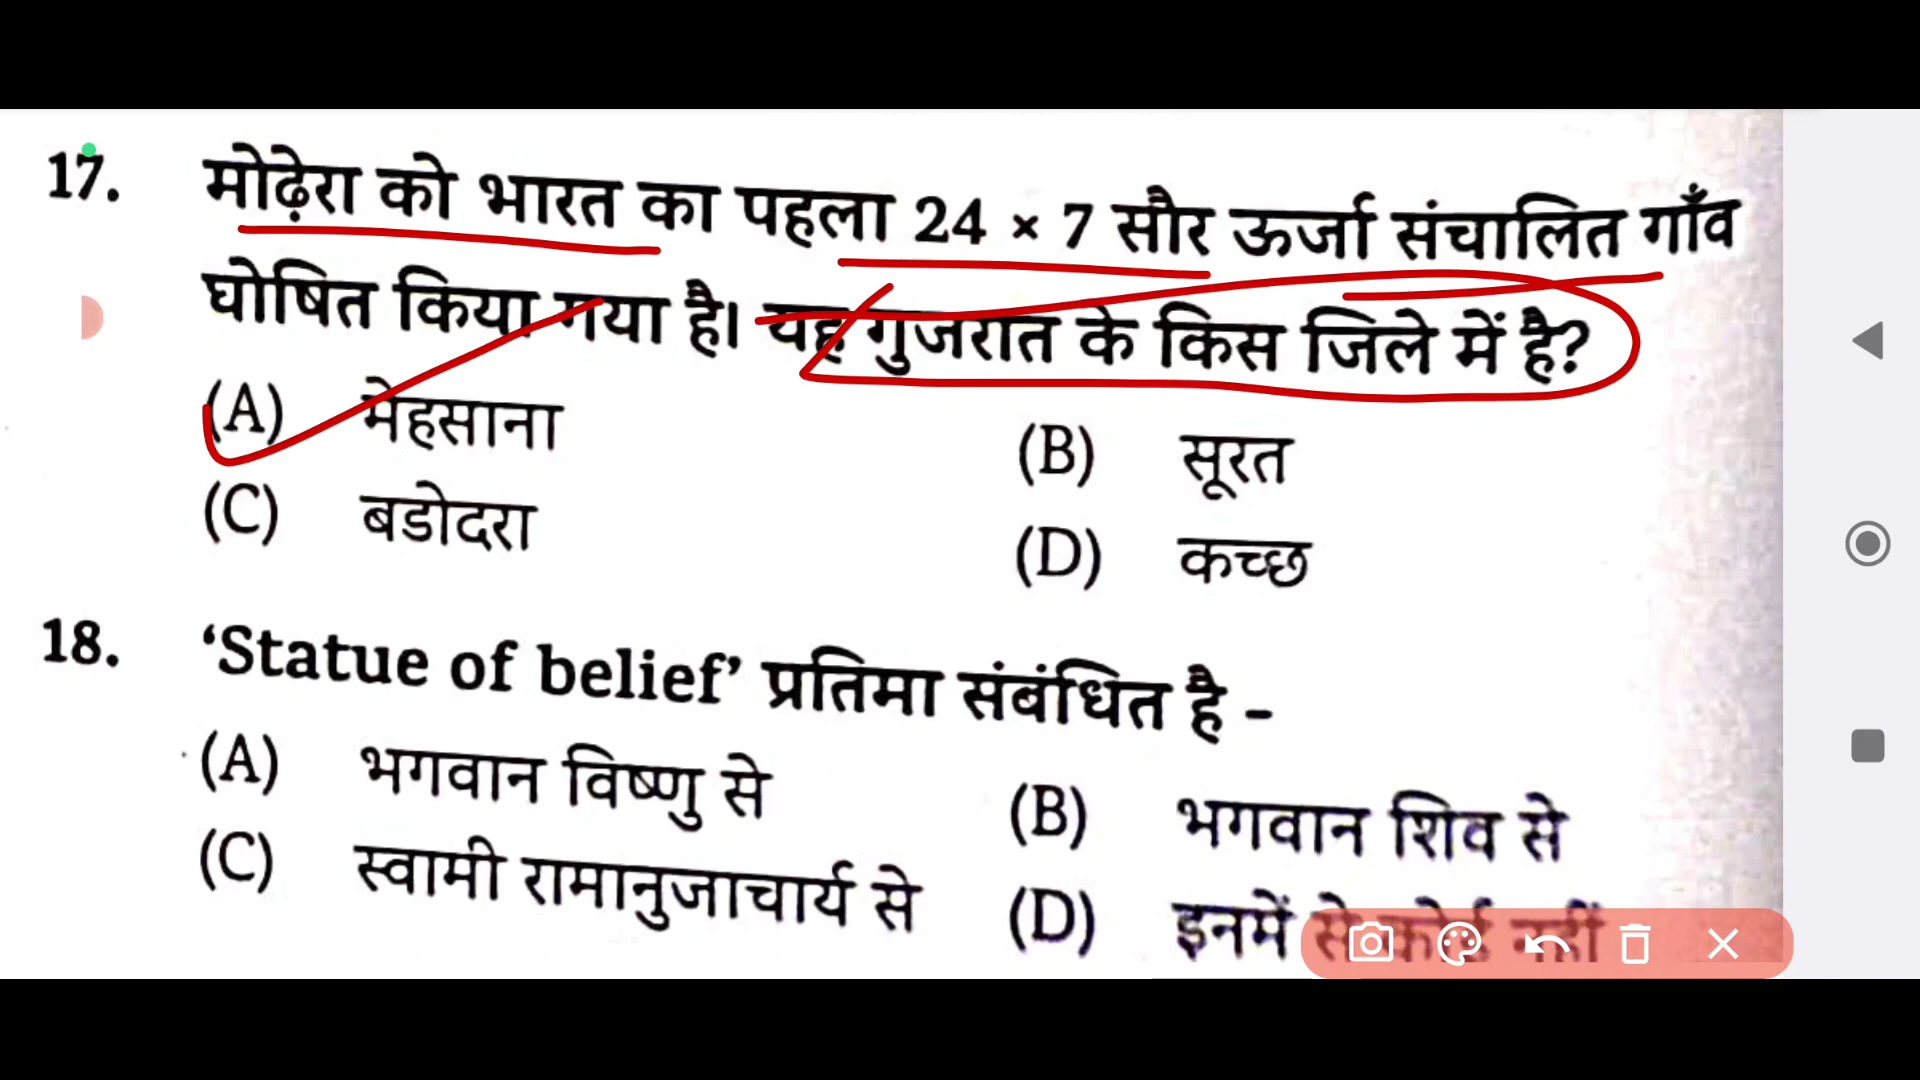 17. मोढ़ेरा को भारत का पहला 24 × 7 सौर ऊर्जा संचालित गाँव
घोषित किया गया है। यह गुजरात के किस जिले में है?
(A) मेहसाना (B) सूरत
(C) बडोदरा (D) कच्छ
18. ‘Statue of belief’ प्रतिमा संबंधित है -
(A) भगवान विष्णु से (B) भगवान शिव से
(C) स्वामी रामानुजाचार्य से (D) इनमें से कोई नहीं